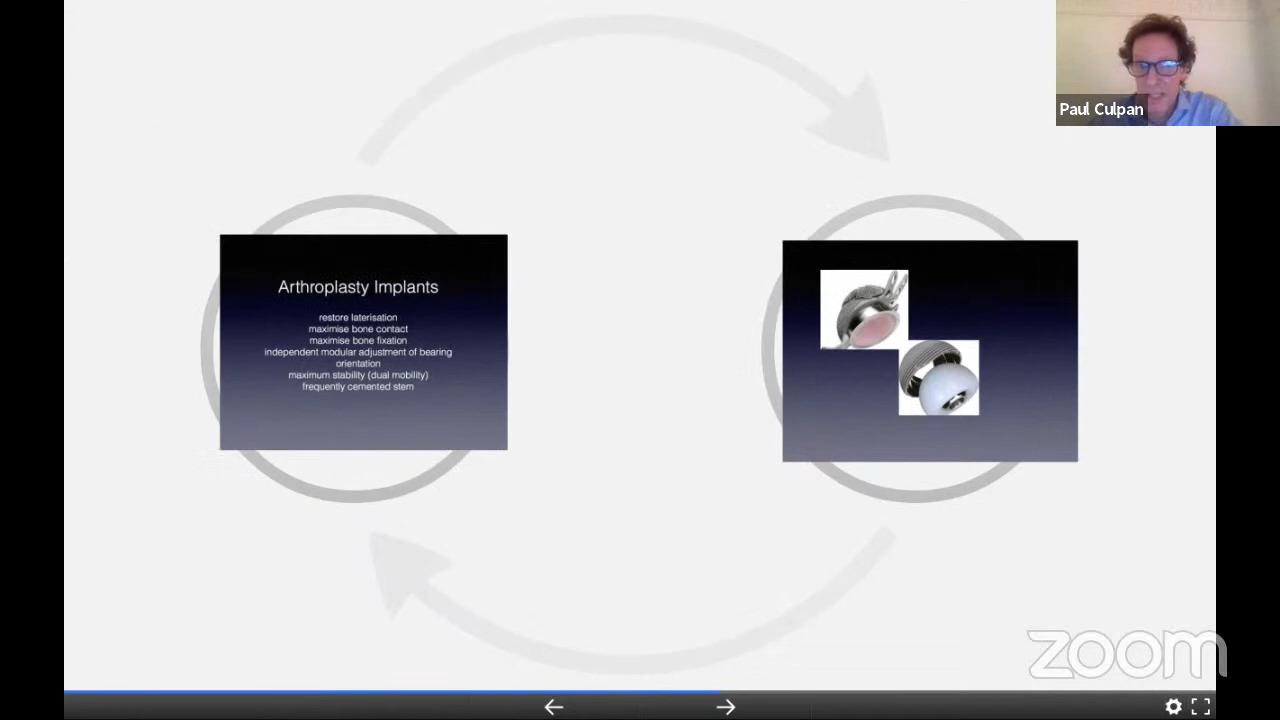 Paul Culpan
Arthroplasty Implants
restore laterisation
maximise bone contact
maximise bone fixation
independent modular adjustment of bearing
orientation
maximum stability (dual mobility)
frequently cemented stem
zoom